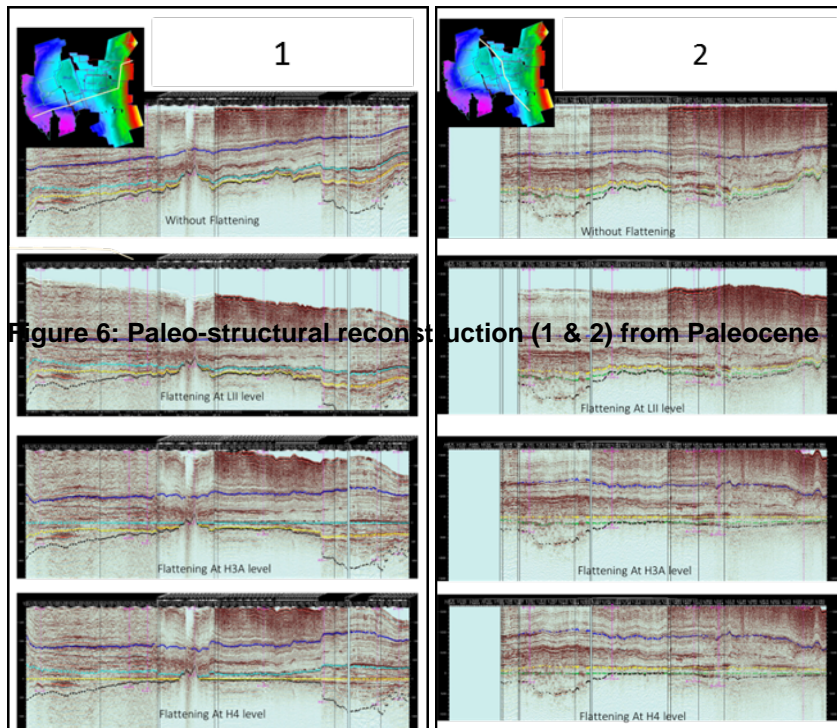 1
2
Without Flattening
Without Flattening
Figure 6: Paleo-structural reconstruction (1 & 2) from Paleocene
Flattening At LII level
Flattening At LII level
Flattening At H3A level
Flattening At H3A level
Flattening At H4 level
Flattening At H4 level